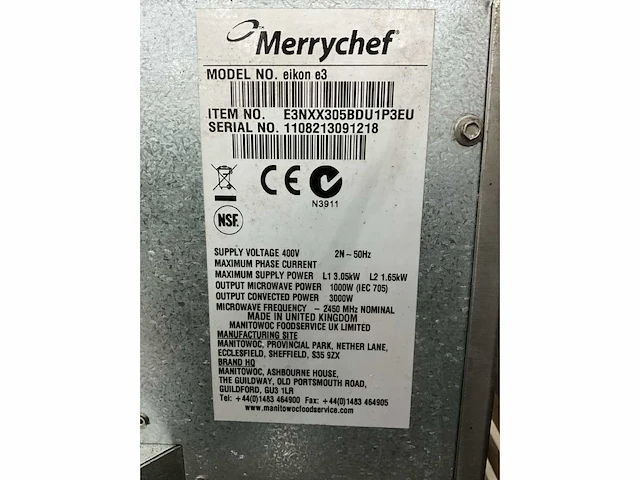 Merrychef
MODEL NO. eikon e3
ITEM NO. E3NXX305BDU1P3EU
SERIAL NO. 1108213091218
CE
N3911
NSF.
SUPPLY VOLTAGE 400V 2N~50Hz
MAXIMUM PHASE CURRENT
MAXIMUM SUPPLY POWER L1 3.05kW L2 1.65kW
OUTPUT MICROWAVE POWER 1000W (IEC 705)
OUTPUT CONVECTED POWER 3000W
MICROWAVE FREQUENCY ~ 2450 MHz NOMINAL
MADE IN UNITED KINGDOM
MANITOWOC FOODSERVICE UK LIMITED
MANUFACTURING SITE
MANITOWOC, PROVINCIAL PARK, NETHER LANE,
ECCLESFIELD, SHEFFIELD, S35 9ZX
BRAND HQ
MANITOWOC, ASHBOURNE HOUSE,
THE GUILDWAY, OLD PORTSMOUTH ROAD,
GUILDFORD, GU3 1LR
Tel: +44(0)1483 464900 Fax: +44(0)1483 464905
www.manitowocfoodservice.com